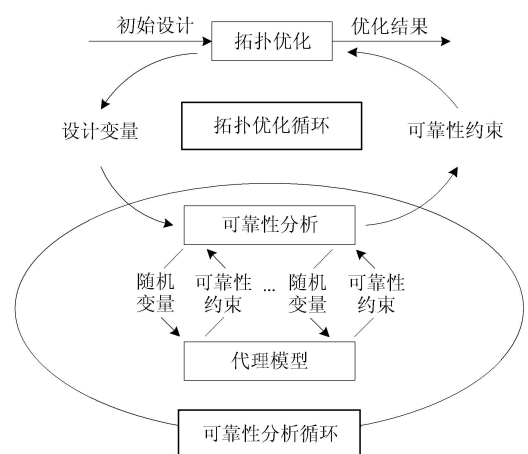 初始设计
优化结果
拓扑优化
设计变量
拓扑优化循环
可靠性约束
可靠性分析
随机
变量
可靠性
约束
...
随机
变量
可靠性
约束
代理模型
可靠性分析循环